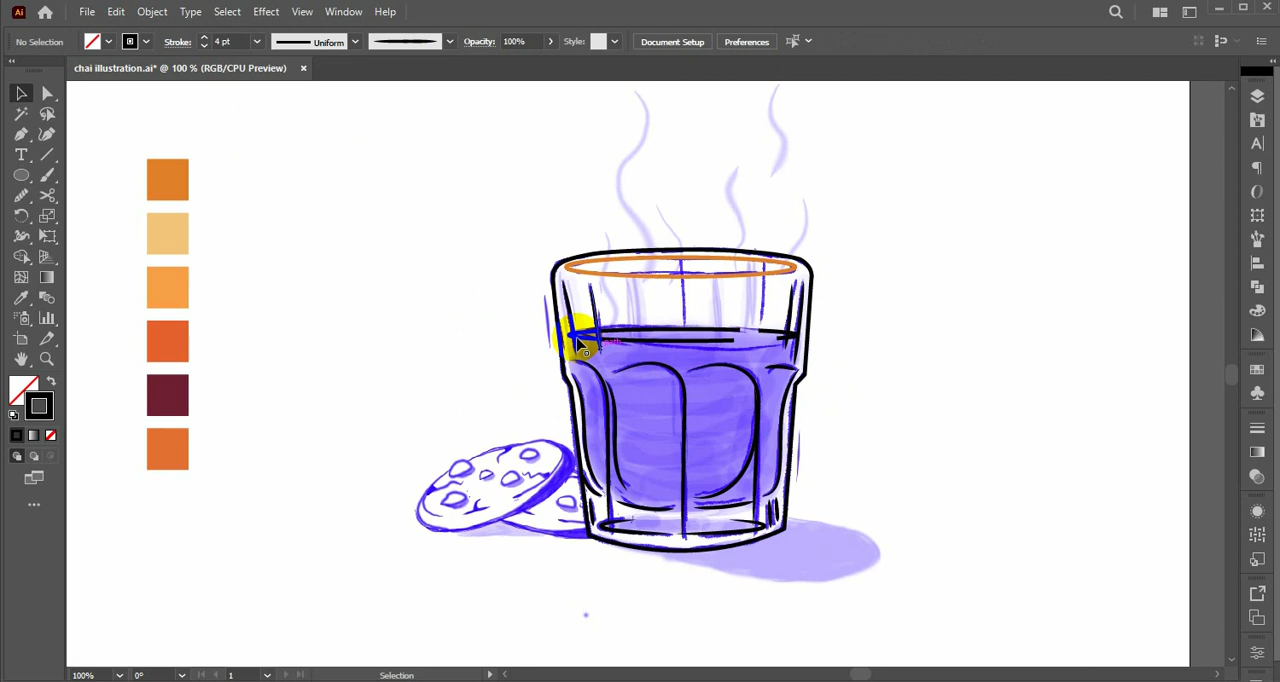 Ai File Edit Object Type Select Effect View Window Help
No Selection Stroke: 4 pt Uniform Opacity: 100% Style: Document Setup Preferences
chai illustration.ai* @ 100 % (RGB/CPU Preview) ×
100% 0° 1 Selection